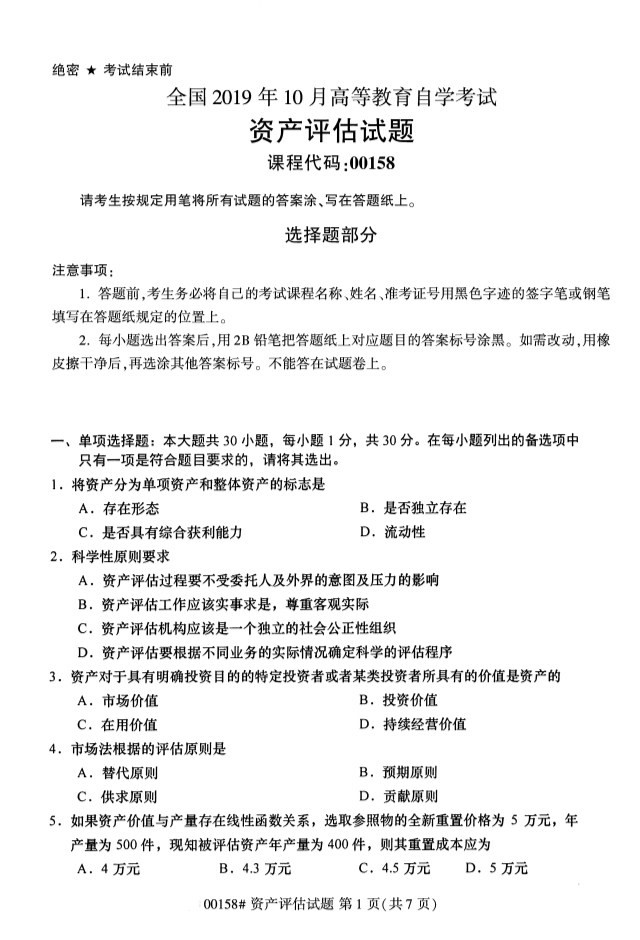 绝密 ★ 考试结束前
全国 2019 年 10 月高等教育自学考试
资产评估试题
课程代码:00158
请考生按规定用笔将所有试题的答案涂、写在答题纸上。
选择题部分
注意事项:
1. 答题前,考生务必将自己的考试课程名称、姓名、准考证号用黑色字迹的签字笔或钢笔
填写在答题纸规定的位置上。
2. 每小题选出答案后,用 2B 铅笔把答题纸上对应题目的答案标号涂黑。如需改动,用橡
皮擦干净后,再选涂其他答案标号。不能答在试题卷上。
一、单项选择题：本大题共 30 小题，每小题 1 分，共 30 分。在每小题列出的备选项中
只有一项是符合题目要求的，请将其选出。
1．将资产分为单项资产和整体资产的标志是
A．存在形态 B．是否独立存在
C．是否具有综合获利能力 D．流动性
2．科学性原则要求
A．资产评估过程要不受委托人及外界的意图及压力的影响
B．资产评估工作应该实事求是，尊重客观实际
C．资产评估机构应该是一个独立的社会公正性组织
D．资产评估要根据不同业务的实际情况确定科学的评估程序
3．资产对于具有明确投资目的的特定投资者或者某类投资者所具有的价值是资产的
A．市场价值 B．投资价值
C．在用价值 D．持续经营价值
4．市场法根据的评估原则是
A．替代原则 B．预期原则
C．供求原则 D．贡献原则
5．如果资产价值与产量存在线性函数关系，选取参照物的全新重置价格为 5 万元，年
产量为 500 件，现知被评估资产年产量为 400 件，则其重置成本应为
A．4 万元 B．4.3 万元 C．4.5 万元 D．5 万元
00158# 资产评估试题 第 1 页(共 7 页)